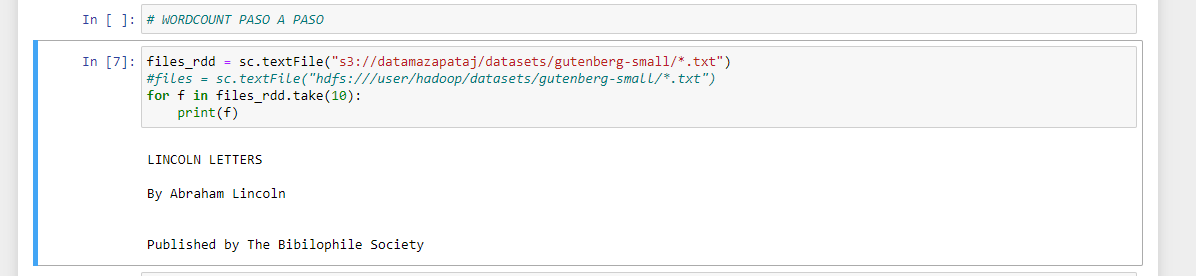 In [ ]: # WORDCOUNT PASO A PASO
In [7]: files_rdd = sc.textFile("s3://datamazapataj/datasets/gutenberg-small/*.txt")
#files = sc.textFile("hdfs:///user/hadoop/datasets/gutenberg-small/*.txt")
for f in files_rdd.take(10):
    print(f)
LINCOLN LETTERS
By Abraham Lincoln
Published by The Bibilophile Society